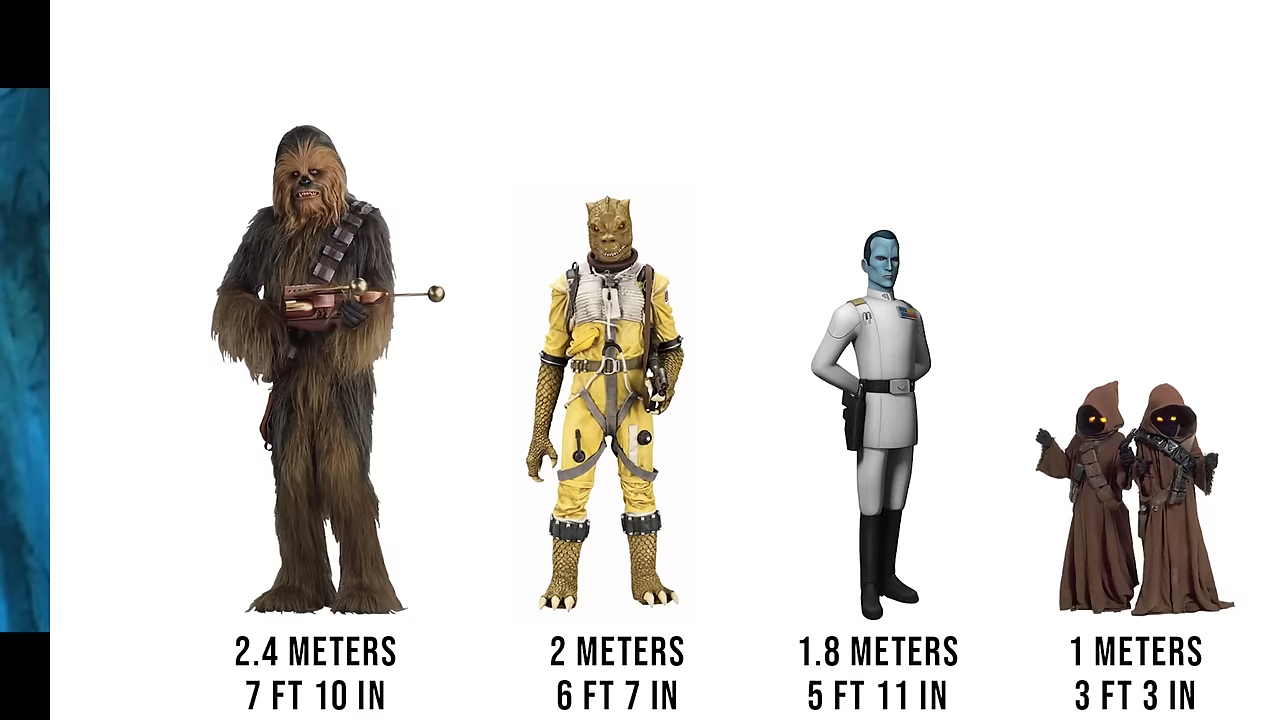 2.4 METERS
7 FT 10 IN
2 METERS
6 FT 7 IN
1.8 METERS
5 FT 11 IN
1 METERS
3 FT 3 IN